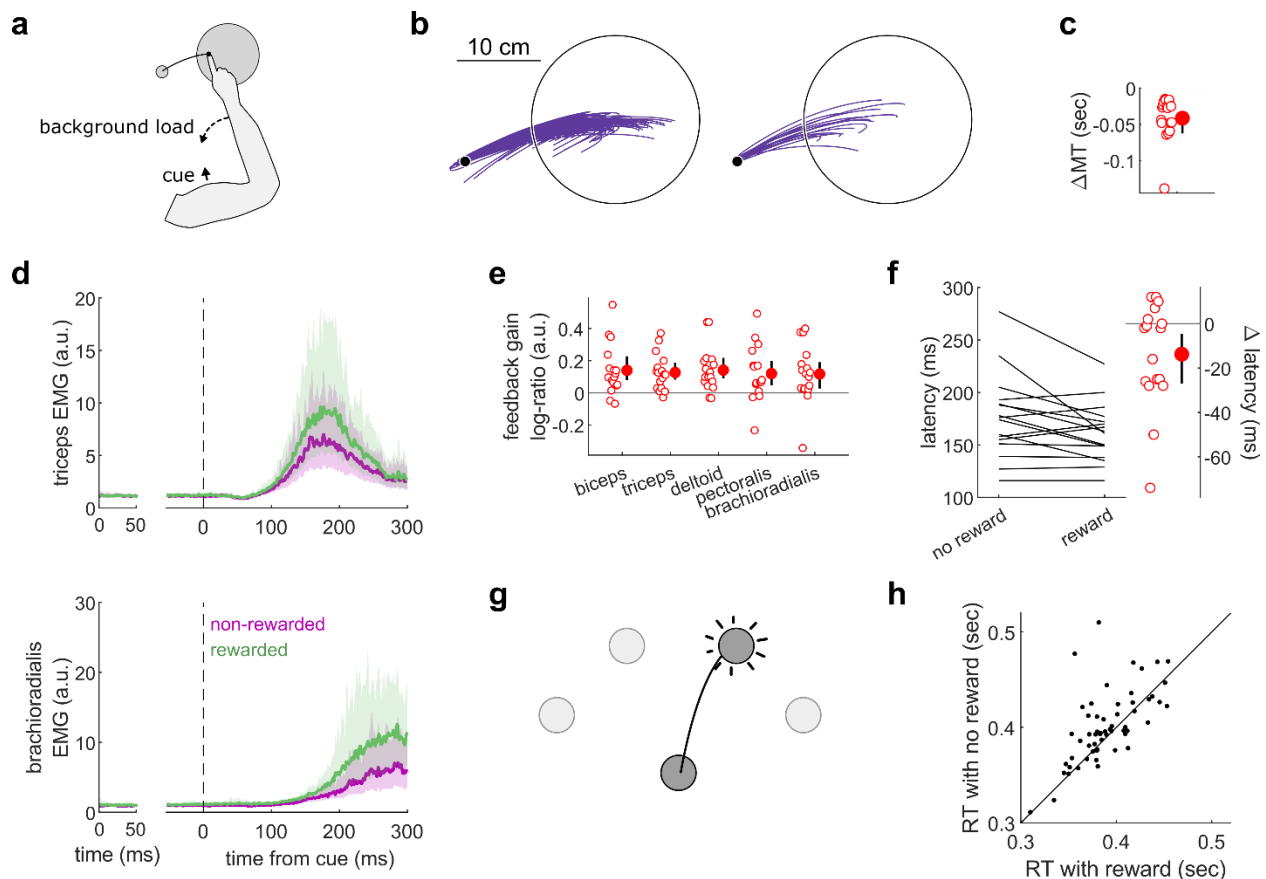 a
background load
cue
b
10 cm
c
0
-0.05
-0.1
ΔMT (sec)
d
20
15
10
5
0
triceps EMG (a.u.)
0 50
0 100 200 300
30
20
10
0
brachioradialis
EMG (a.u.)
non-rewarded
rewarded
0 50
0 100 200 300
time (ms)
time from cue (ms)
e
0.4
0.2
0
-0.2
feedback gain
log-ratio (a.u.)
biceps
triceps
deltoid
pectoralis
brachioradialis
f
300
250
200
150
100
latency (ms)
no reward
reward
0
-20
-40
-60
Δ latency (ms)
g
h
0.5
0.4
0.3
RT with no reward (sec)
0.3 0.4 0.5
RT with reward (sec)